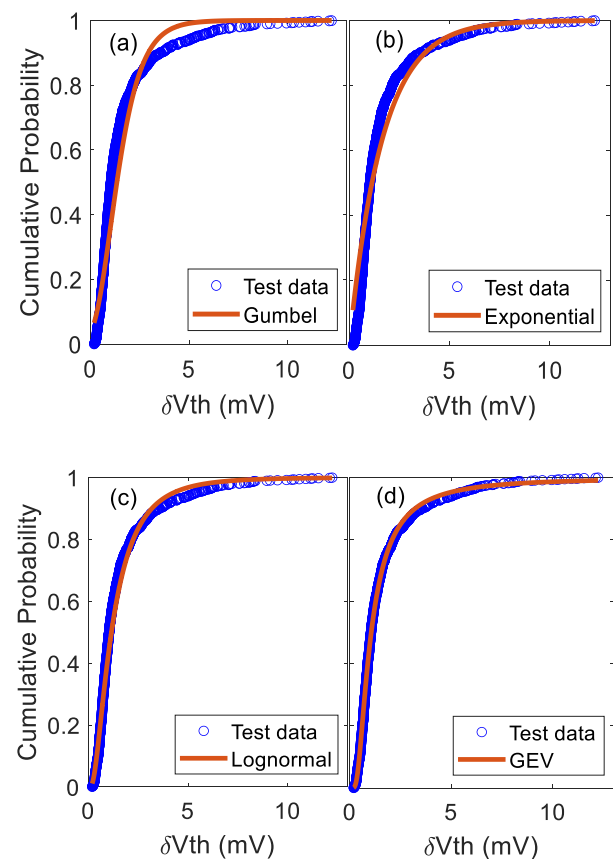 (a)
(b)
Cumulative Probability
1
0.8
0.6
0.4
0.2
0
Test data
Gumbel
Test data
Exponential
0
5
10
0
5
10
δVth (mV)
δVth (mV)
(c)
(d)
Cumulative Probability
1
0.8
0.6
0.4
0.2
0
Test data
Lognormal
Test data
GEV
0
5
10
0
5
10
δVth (mV)
δVth (mV)